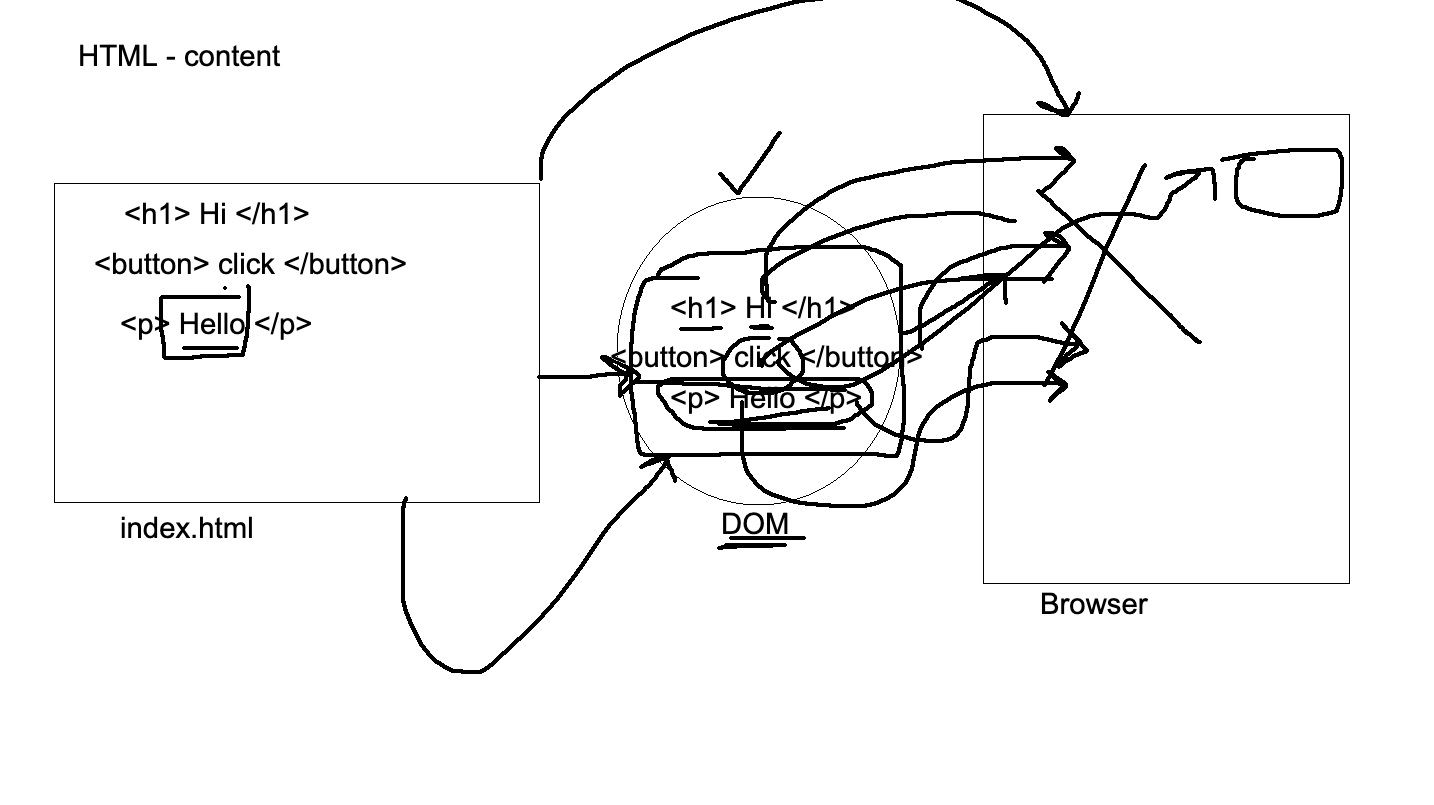 HTML - content
<h1> Hi </h1>
<button> click </button>
<p> Hello </p>
index.html
<h1> Hi </h1>
<button> click </button>
<p> Hello </p>
DOM
Browser